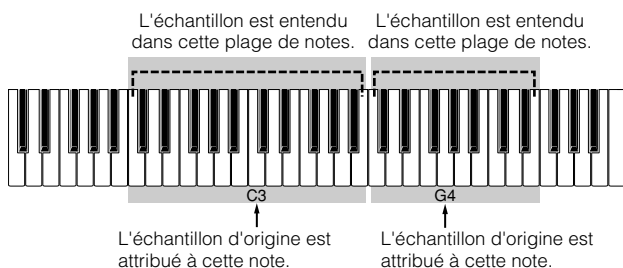 L'échantillon est entendu
dans cette plage de notes.
L'échantillon est entendu
dans cette plage de notes.
C3
G4
L'échantillon d'origine est
attribué à cette note.
L'échantillon d'origine est
attribué à cette note.